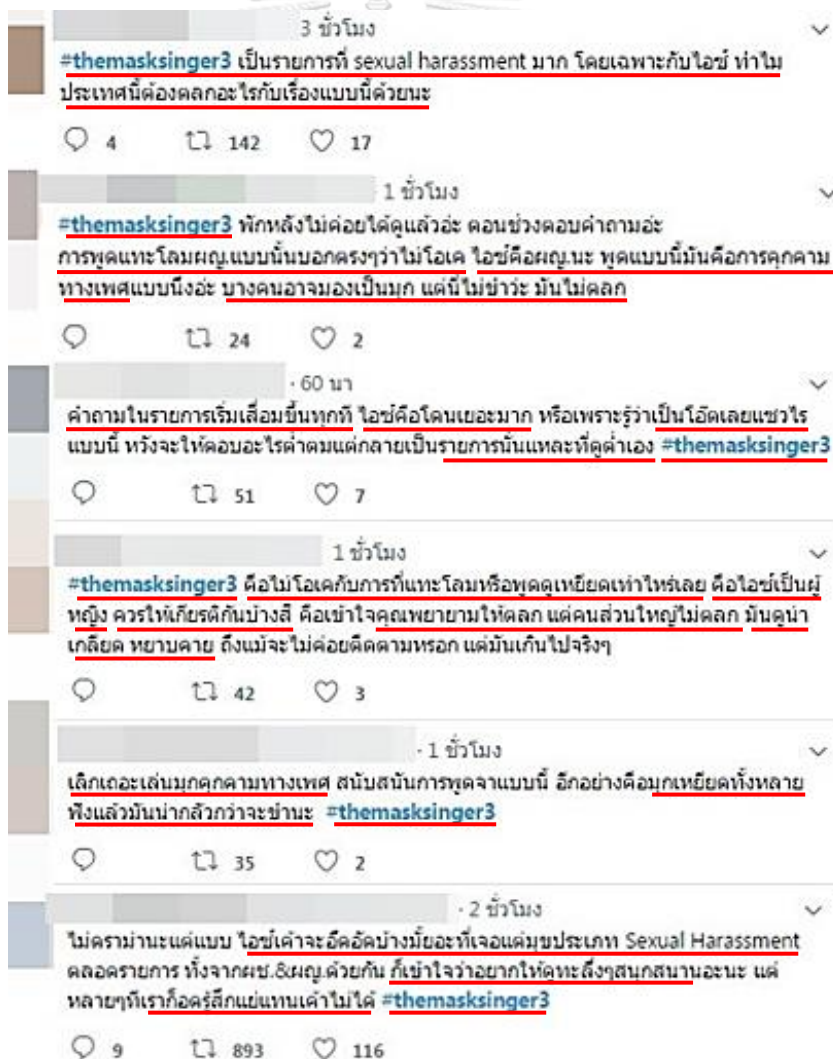 3 ชั่วโมง
#themasksinger3 เป็นรายการที่ sexual harassment มาก โดยเฉพาะกับไอซ์ ทำไม
ประเทศนี้ต้องตลกอะไรกับเรื่องแบบนี้ด้วยนะ
4 142 17
· 1 ชั่วโมง
#themasksinger3 พักหลังไม่ค่อยได้ดูแล้วอ่ะ ตอนช่วงตอบคำถามอ่ะ
การพูดแทะโลมผญ.แบบนั้นบอกตรงๆว่าไม่โอเค ไอซ์คือผญ.นะ พูดแบบนี้มันคือการคุกคาม
ทางเพศแบบนึงอ่ะ บางคนอาจมองเป็นมุก แต่นี่ไม่ขำว่ะ มันไม่ตลก
24 2
· 60 นา
คำถามในรายการเริ่มเสื่อมขึ้นทุกที ไอซ์คือโดนเยอะมาก หรือเพราะรู้ว่าเป็นโอ๊ตเลยแซวไร
แบบนี้ หวังจะให้ตอบอะไรต่ำตมแต่กลายเป็นรายการนั่นแหละที่ดูต่ำเอง #themasksinger3
51 7
1 ชั่วโมง
#themasksinger3 คือไม่โอเคกับการที่แทะโลมหรือพูดดูเหยียดเท่าไหร่เลย คือไอซ์เป็นผู้
หญิง ควรให้เกียรติกันบ้างสิ คือเข้าใจคุณพยายามให้ตลก แต่คนส่วนใหญ่ไม่ตลก มันดูน่า
เกลียด หยาบคาย ถึงแม้จะไม่ค่อยติดตามหรอก แต่มันเกินไปจริงๆ
42 3
· 1 ชั่วโมง
เลิกเถอะเล่นมุกคุกคามทางเพศ สนับสนันการพูดจาแบบนี้ อีกอย่างคือมุกเหยียดทั้งหลาย
ฟังแล้วมันน่ากลัวกว่าจะขำนะ #themasksinger3
35 2
· 2 ชั่วโมง
ไม่ดราม่านะแต่แบบ ไอซ์เค้าจะอึดอัดบ้างมั้ยอะที่เจอแต่มุขประเภท Sexual Harassment
ตลอดรายการ ทั้งจากผช.&ผญ.ด้วยกัน ก็เข้าใจว่าอยากให้ดูทะลึ่งๆสนุกสนานอะนะ แต่
หลายๆทีเราก็อดรู้สึกแย่แทนเค้าไม่ได้ #themasksinger3
9 893 116